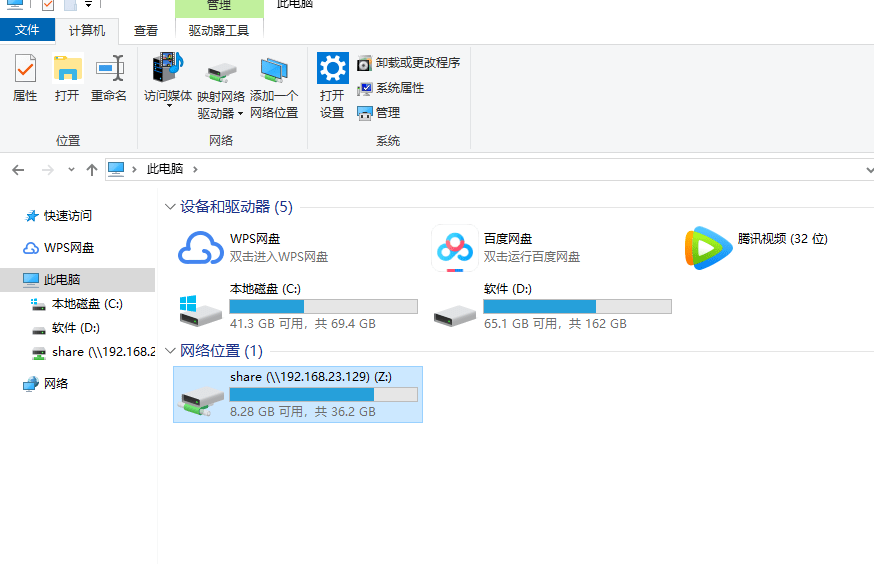 管理
此电脑
文件
计算机
查看
驱动器工具
属性
打开
重命名
访问媒体
映射网络
驱动器
添加一个
网络位置
打开
设置
卸载或更改程序
系统属性
管理
位置
网络
系统
此电脑
快速访问
WPS网盘
此电脑
本地磁盘 (C:)
软件 (D:)
share (\\192.168.2
网络
设备和驱动器 (5)
WPS网盘
双击进入WPS网盘
百度网盘
双击运行百度网盘
腾讯视频 (32 位)
本地磁盘 (C:)
41.3 GB 可用，共 69.4 GB
软件 (D:)
65.1 GB 可用，共 162 GB
网络位置 (1)
share (\\192.168.23.129) (Z:)
8.28 GB 可用，共 36.2 GB